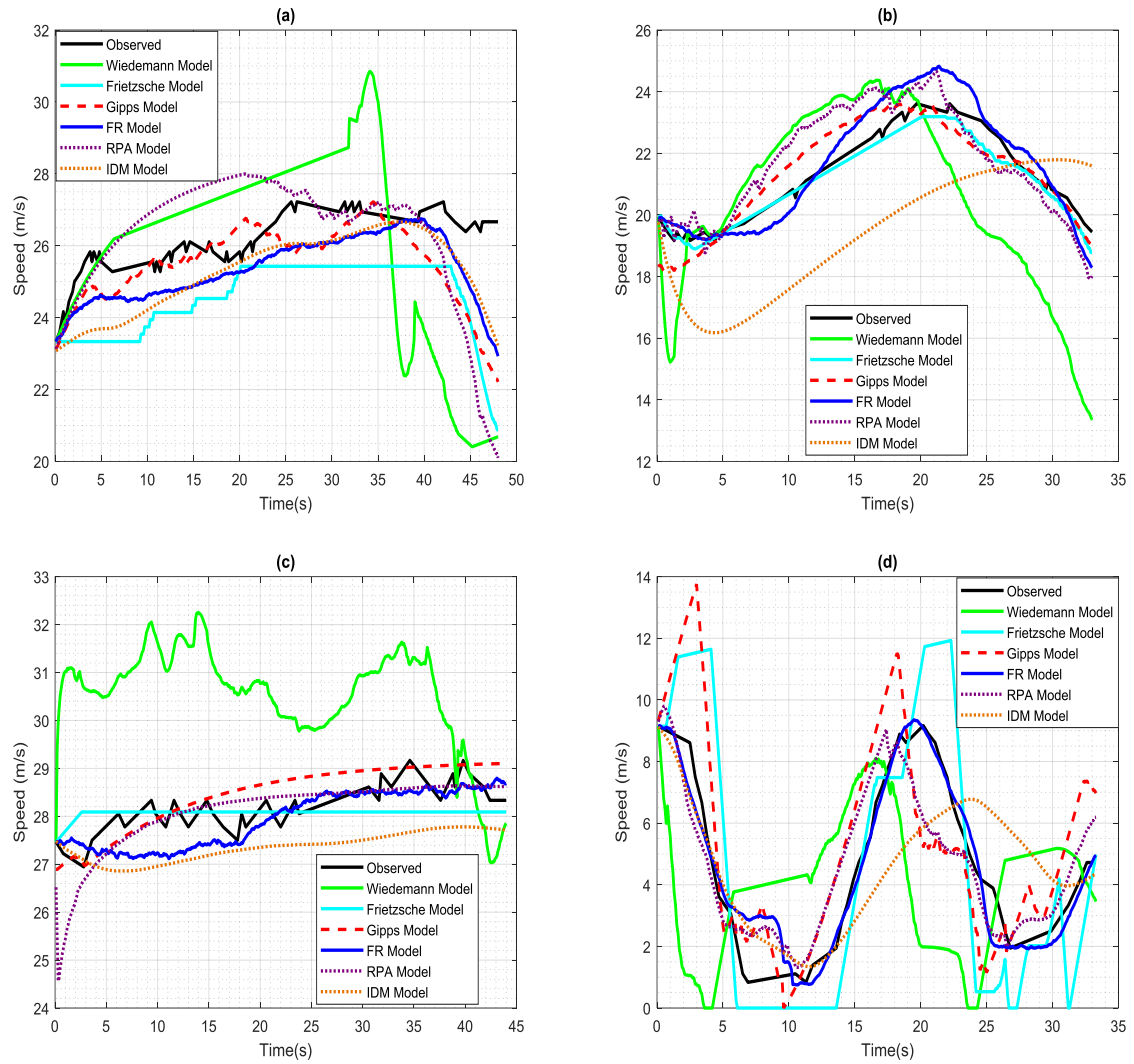 (a)
32
30
28
26
24
22
20
Speed (m/s)
Observed
Wiedemann Model
Frietzsche Model
Gipps Model
FR Model
RPA Model
IDM Model
0 5 10 15 20 25 30 35 40 45 50
Time(s)
(b)
26
24
22
20
18
16
14
12
Speed (m/s)
Observed
Wiedemann Model
Frietzsche Model
Gipps Model
FR Model
RPA Model
IDM Model
0 5 10 15 20 25 30 35
Time(s)
(c)
33
32
31
30
29
28
27
26
25
24
Speed (m/s)
Observed
Wiedemann Model
Frietzsche Model
Gipps Model
FR Model
RPA Model
IDM Model
0 5 10 15 20 25 30 35 40 45
Time(s)
(d)
14
12
10
8
6
4
2
0
Speed (m/s)
Observed
Wiedemann Model
Frietzsche Model
Gipps Model
FR Model
RPA Model
IDM Model
0 5 10 15 20 25 30 35
Time(s)